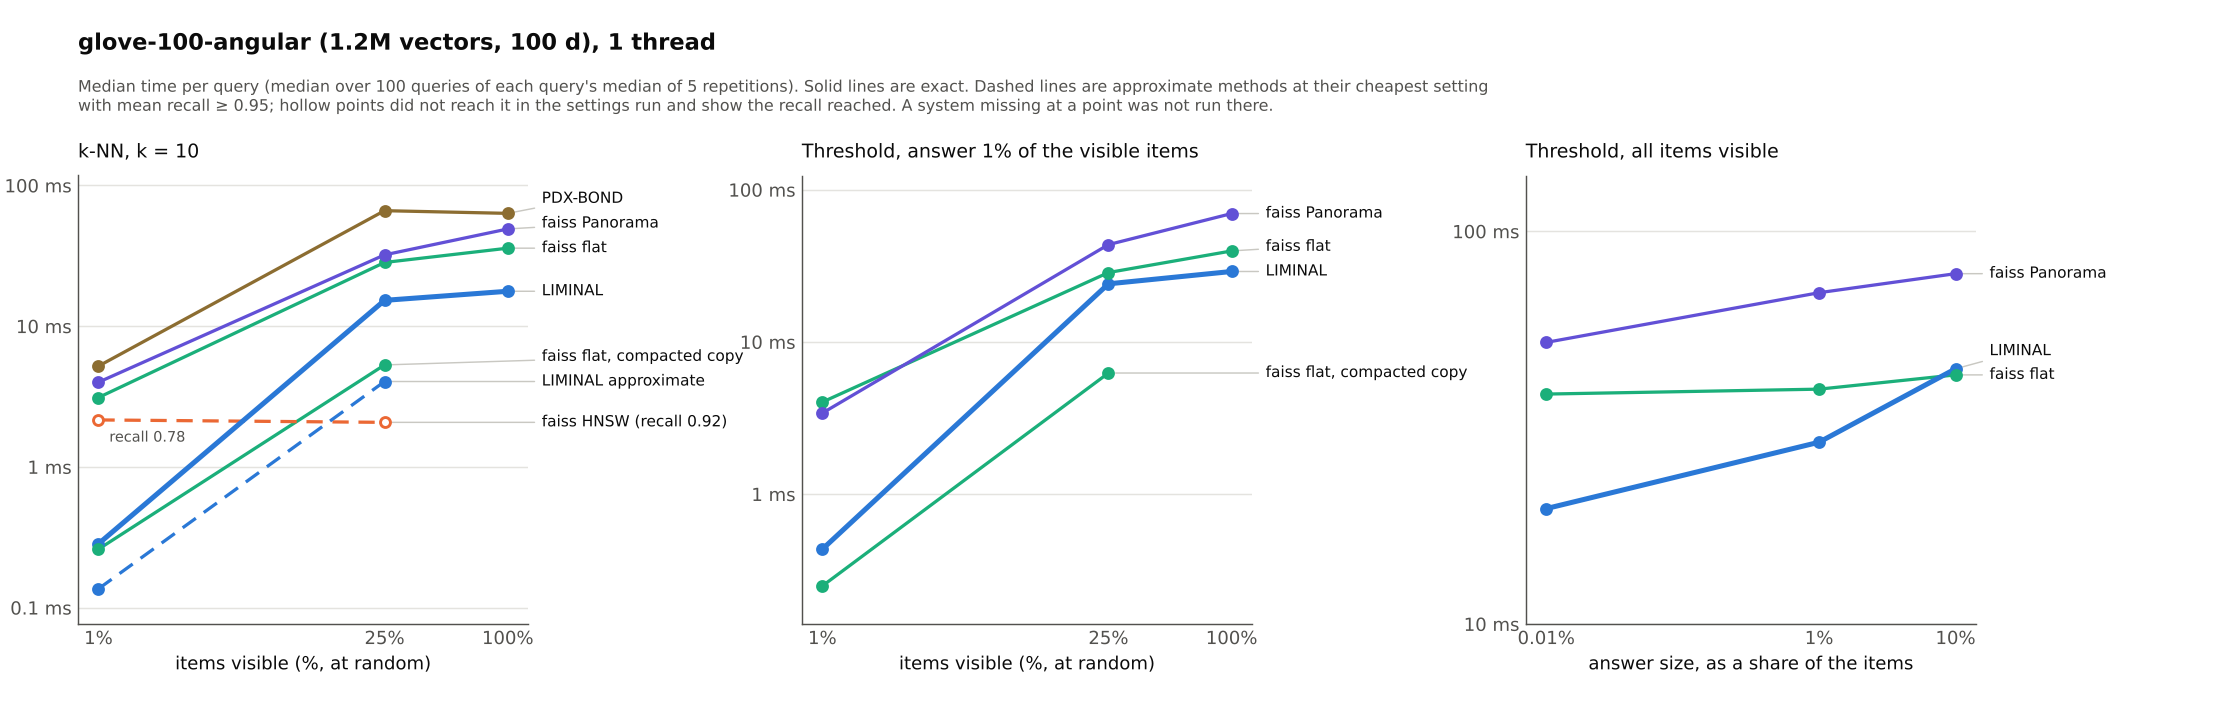 glove-100-angular (1.2M vectors, 100 d), 1 thread
Median time per query (median over 100 queries of each query's median of 5 repetitions). Solid lines are exact. Dashed lines are approximate methods at their cheapest setting
with mean recall ≥ 0.95; hollow points did not reach it in the settings run and show the recall reached. A system missing at a point was not run there.
k-NN, k = 10
100 ms
10 ms
1 ms
0.1 ms
PDX-BOND
faiss Panorama
faiss flat
LIMINAL
faiss flat, compacted copy
LIMINAL approximate
faiss HNSW (recall 0.92)
recall 0.78
1%
25%
100%
items visible (%, at random)
Threshold, answer 1% of the visible items
100 ms
10 ms
1 ms
faiss Panorama
faiss flat
LIMINAL
faiss flat, compacted copy
1%
25%
100%
items visible (%, at random)
Threshold, all items visible
100 ms
10 ms
faiss Panorama
LIMINAL
faiss flat
0.01%
1%
10%
answer size, as a share of the items